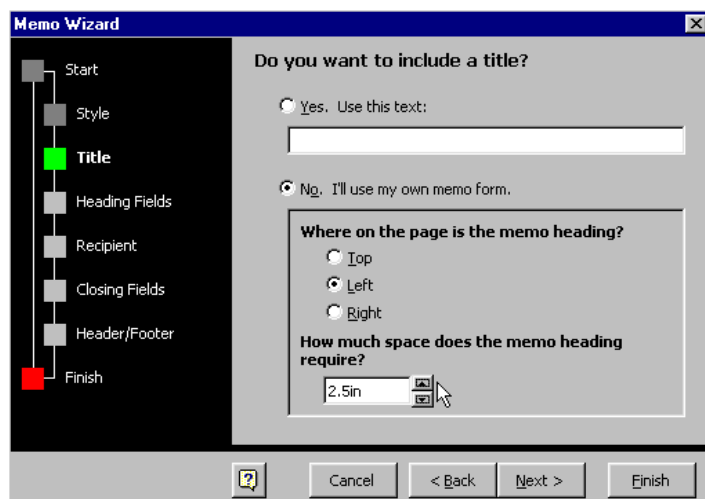 Memo Wizard
Start
Style
Title
Heading Fields
Recipient
Closing Fields
Header/Footer
Finish
Do you want to include a title?
Yes. Use this text:
No. I'll use my own memo form.
Where on the page is the memo heading?
Top
Left
Right
How much space does the memo heading
require?
2.5in
?
Cancel
< Back
Next >
Finish